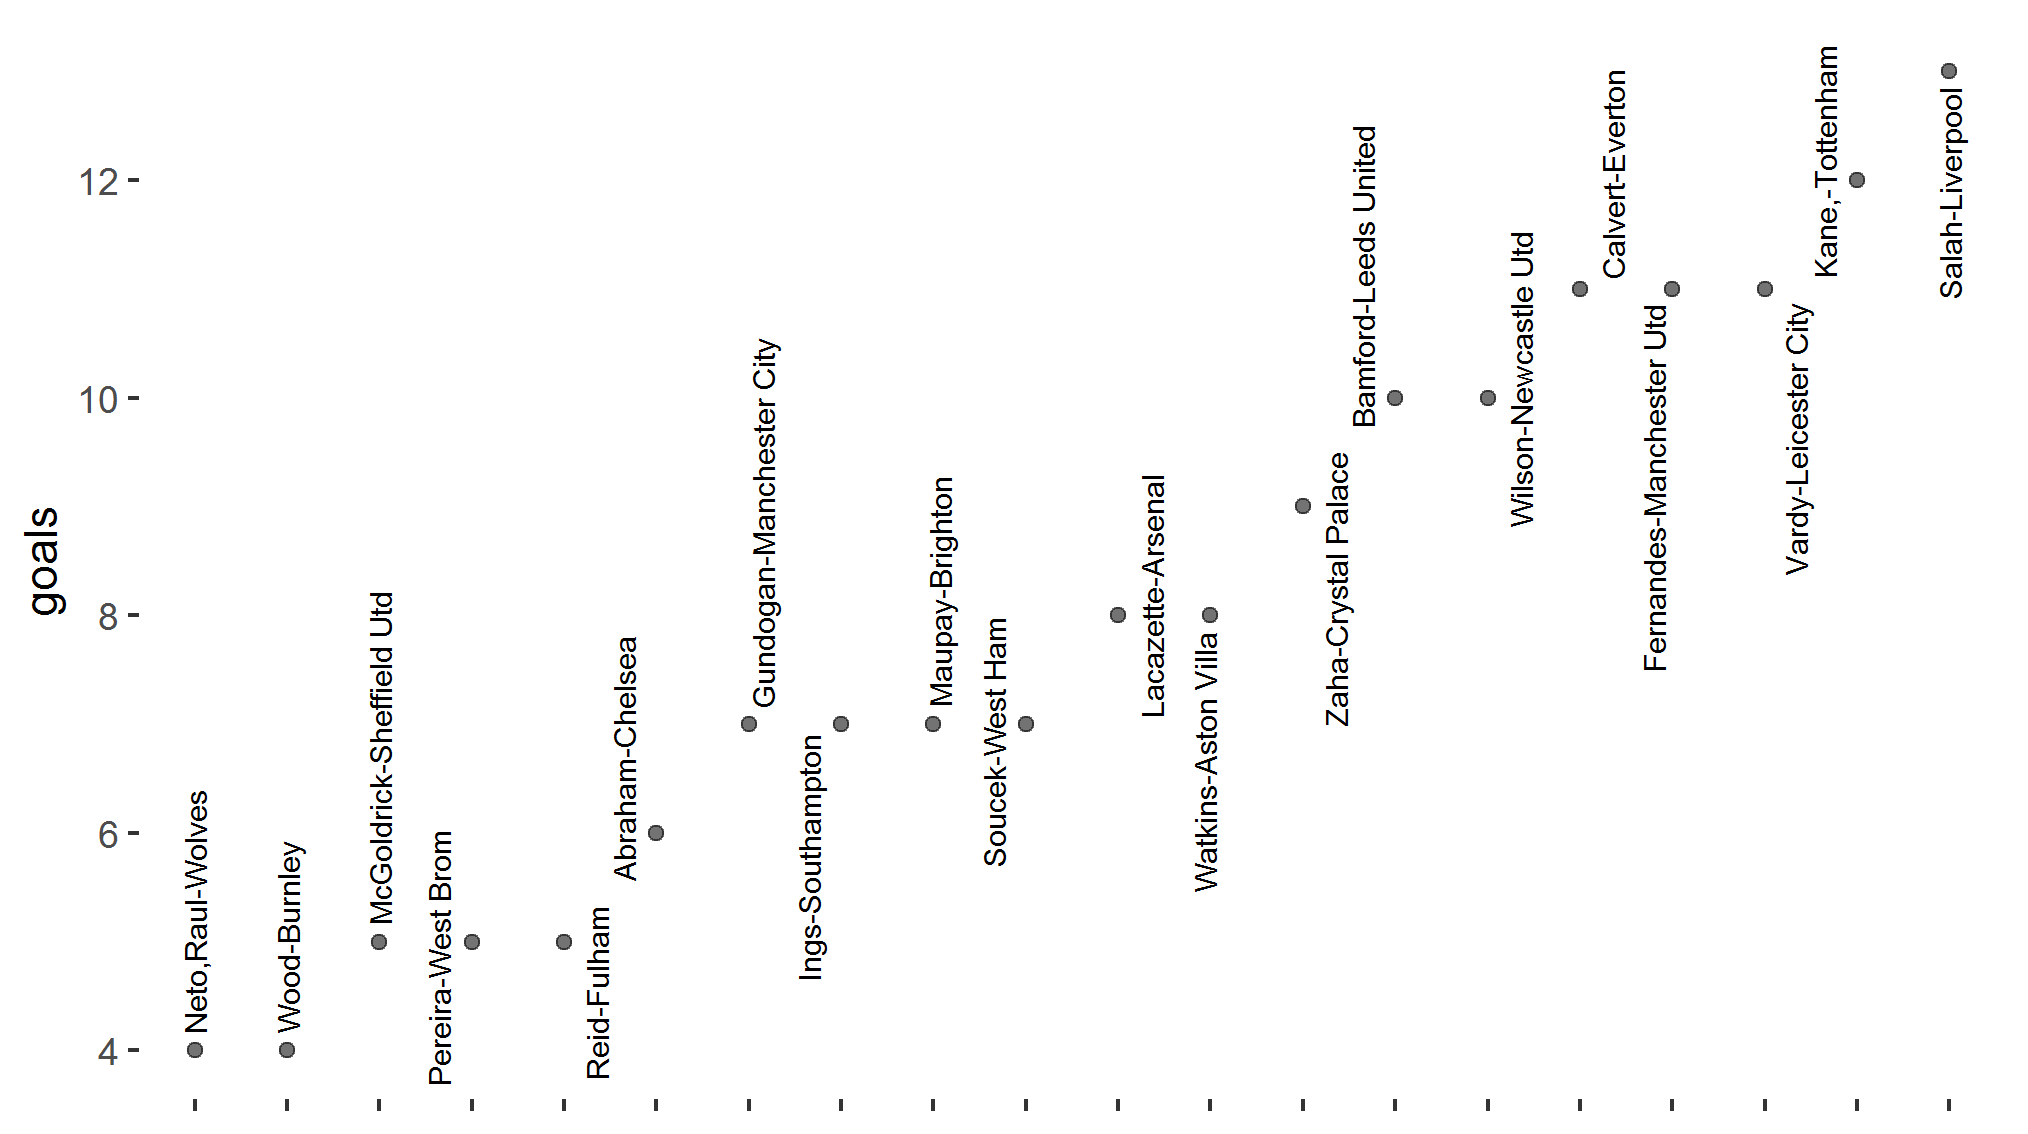 goals
12
10
8
6
4
Neto,Raul-Wolves
Wood-Burnley
McGoldrick-Sheffield Utd
Pereira-West Brom
Reid-Fulham
Abraham-Chelsea
Gundogan-Manchester City
Ings-Southampton
Maupay-Brighton
Soucek-West Ham
Lacazette-Arsenal
Watkins-Aston Villa
Zaha-Crystal Palace
Bamford-Leeds United
Wilson-Newcastle Utd
Calvert-Everton
Fernandes-Manchester Utd
Vardy-Leicester City
Kane,-Tottenham
Salah-Liverpool